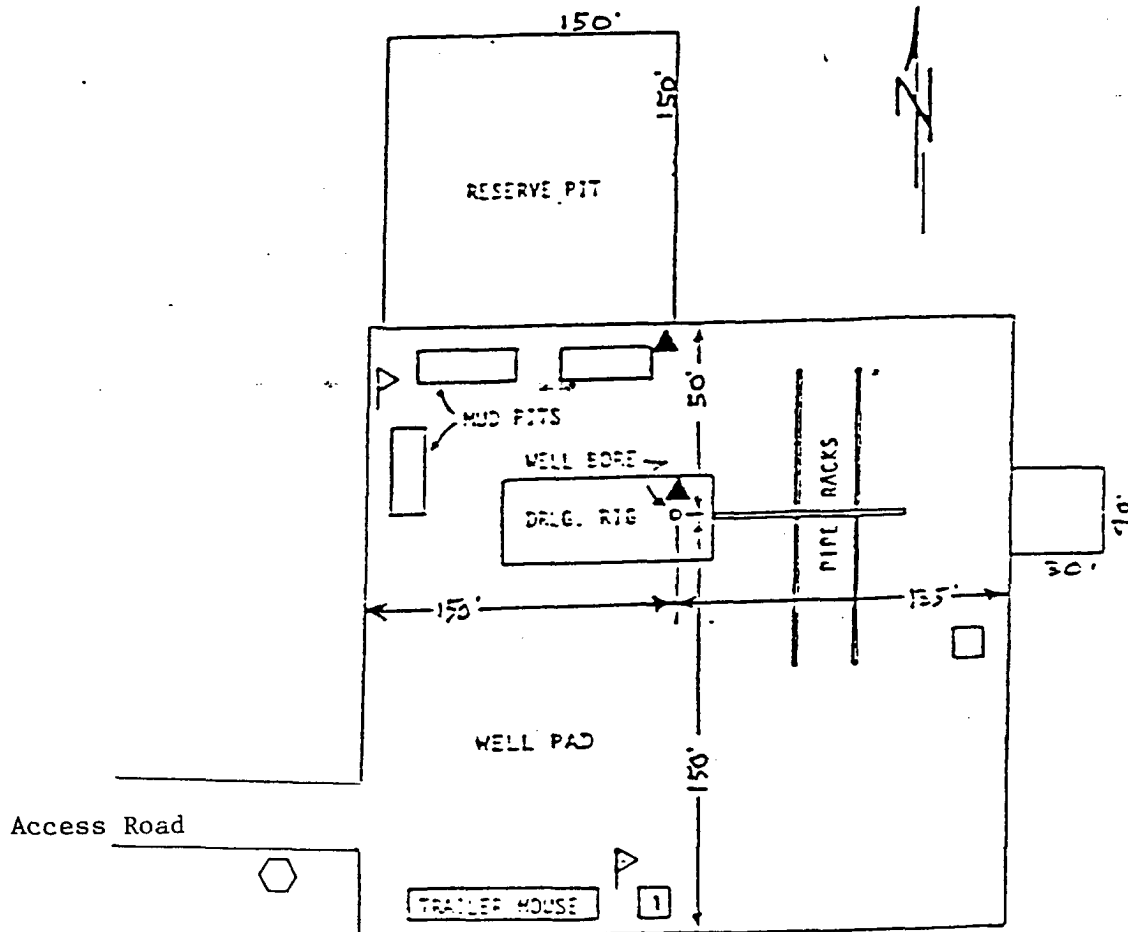 150'
150'
N
RESERVE PIT
MUD PITS
50'
WELL BORE
DRLG. RIG
PIPE RACKS
30'
150'
WELL PAD
150'
Access Road
TRAILER HOUSE
1